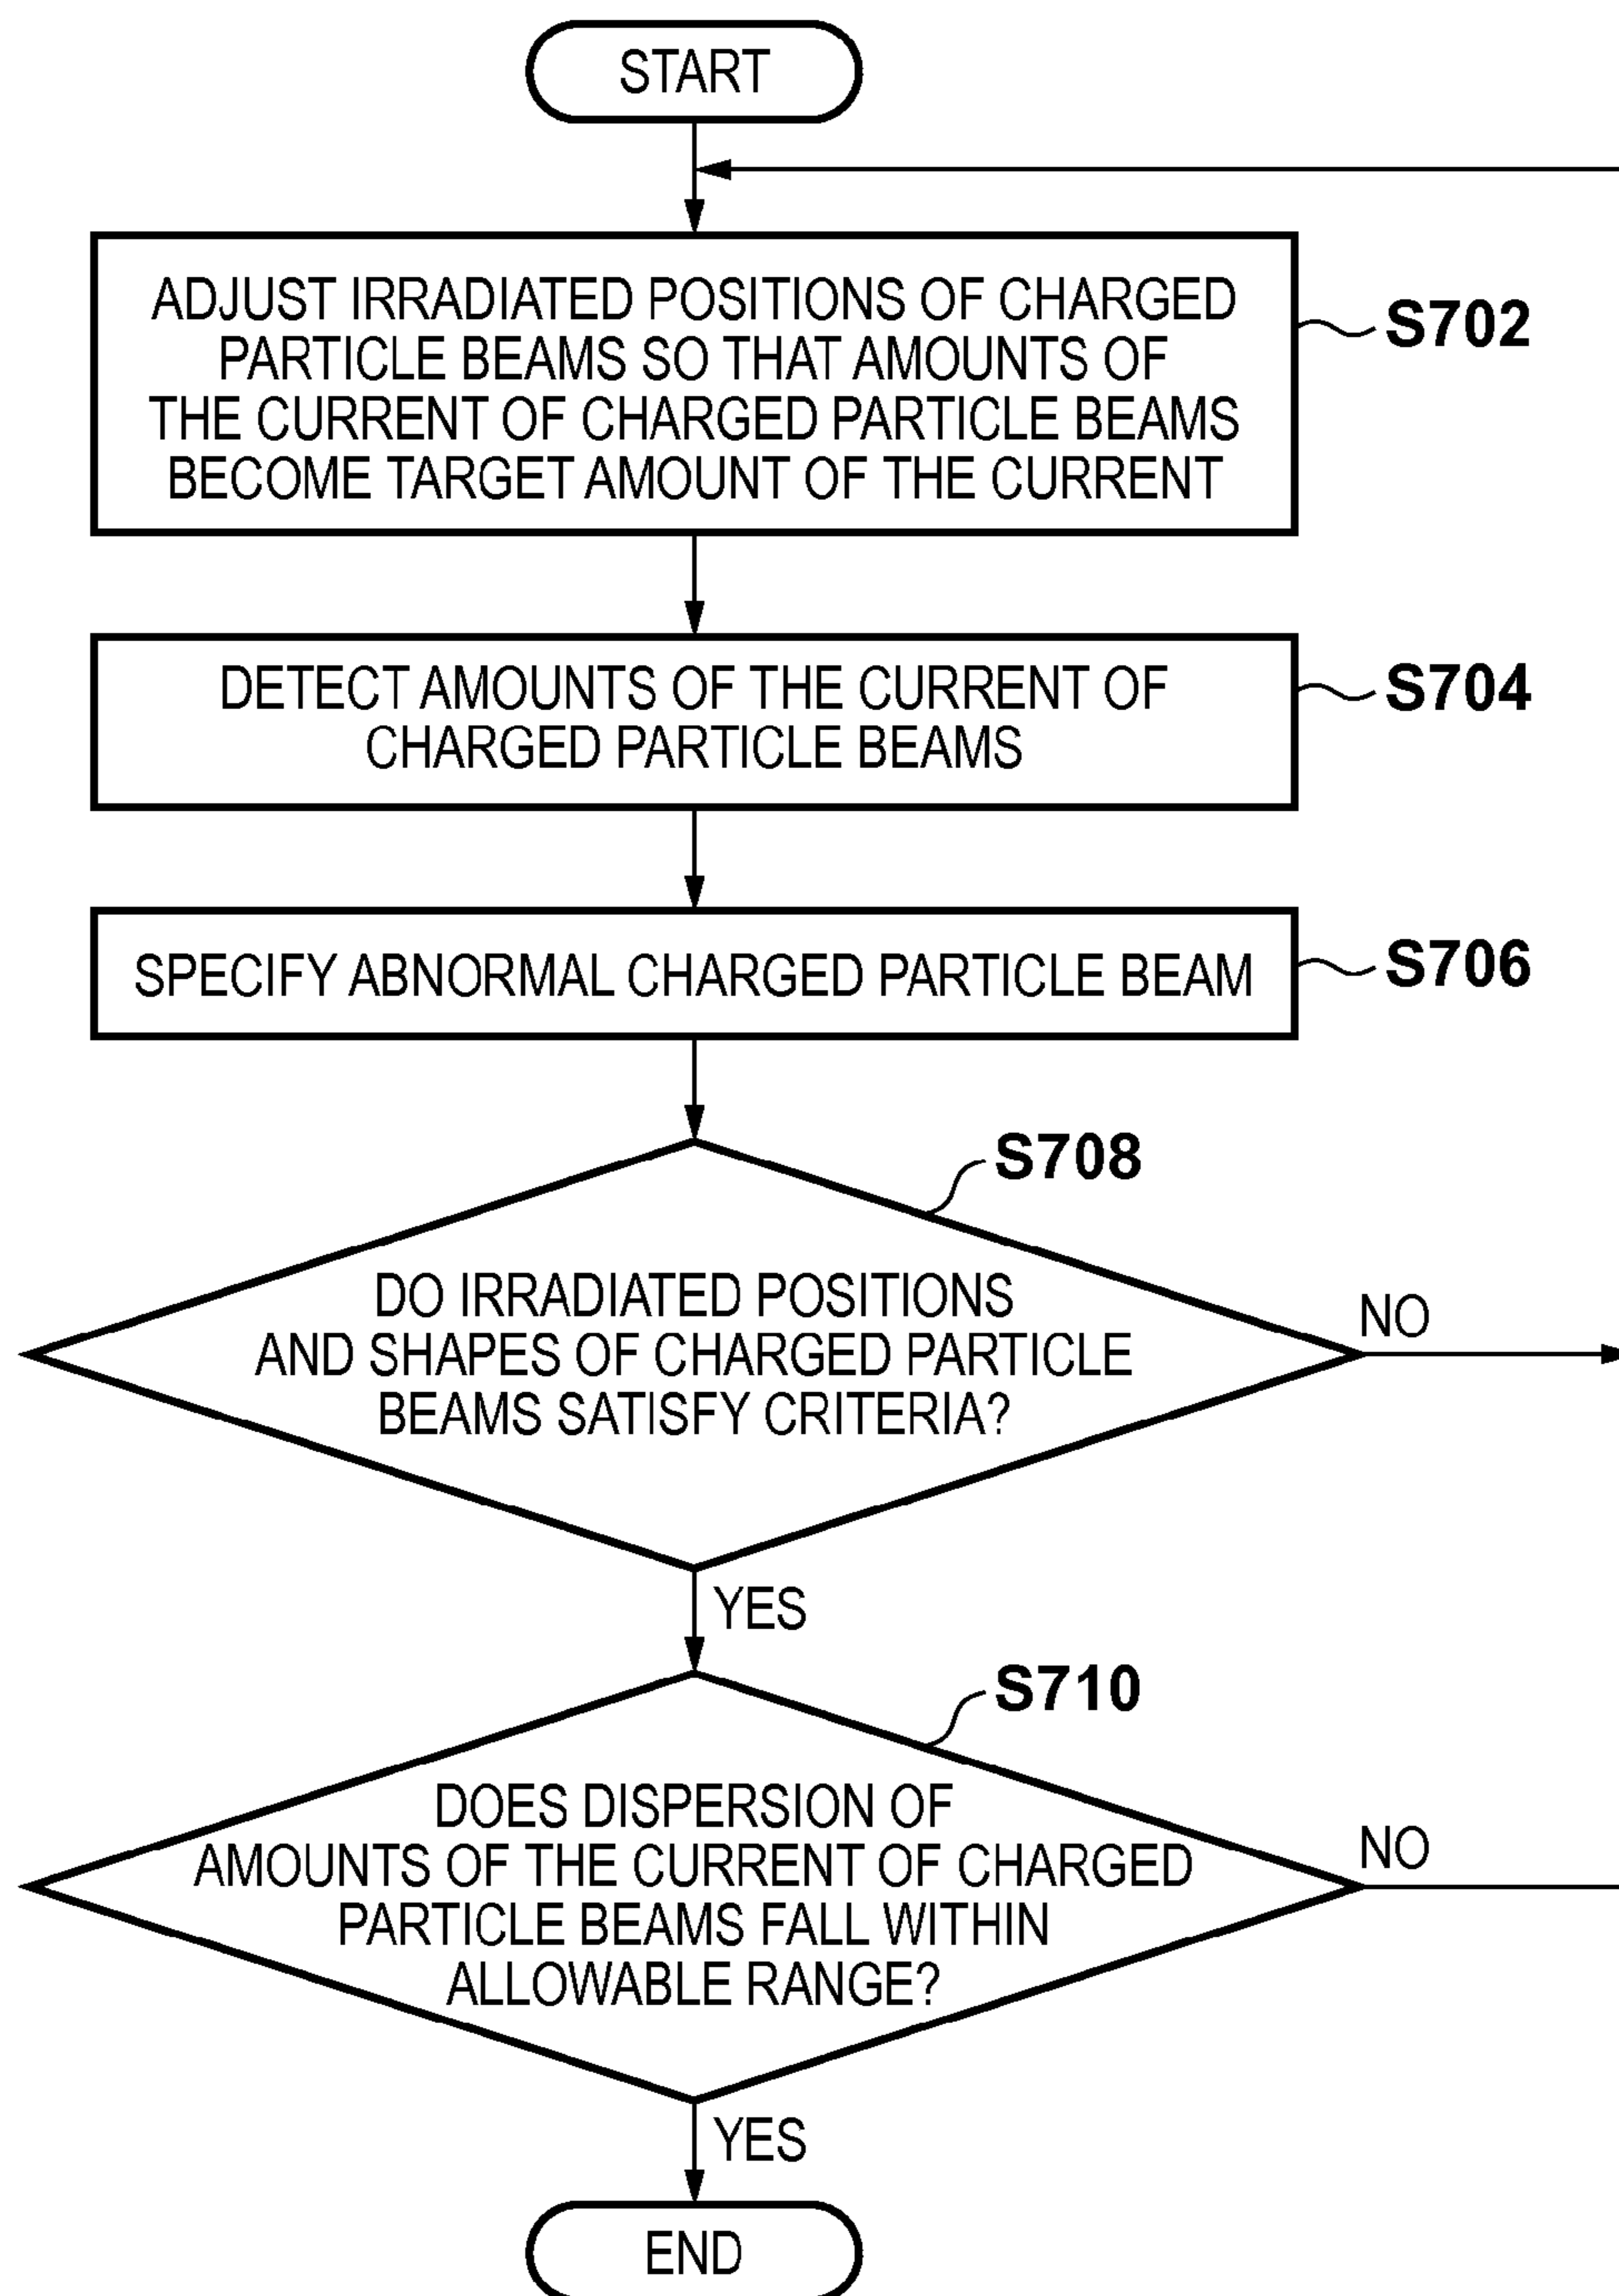 START
ADJUST IRRADIATED POSITIONS OF CHARGED
PARTICLE BEAMS SO THAT AMOUNTS OF
THE CURRENT OF CHARGED PARTICLE BEAMS
BECOME TARGET AMOUNT OF THE CURRENT
S702
DETECT AMOUNTS OF THE CURRENT OF
CHARGED PARTICLE BEAMS
S704
SPECIFY ABNORMAL CHARGED PARTICLE BEAM
S706
S708
DO IRRADIATED POSITIONS
AND SHAPES OF CHARGED PARTICLE
BEAMS SATISFY CRITERIA?
NO
YES
S710
DOES DISPERSION OF
AMOUNTS OF THE CURRENT OF CHARGED
PARTICLE BEAMS FALL WITHIN
ALLOWABLE RANGE?
NO
YES
END